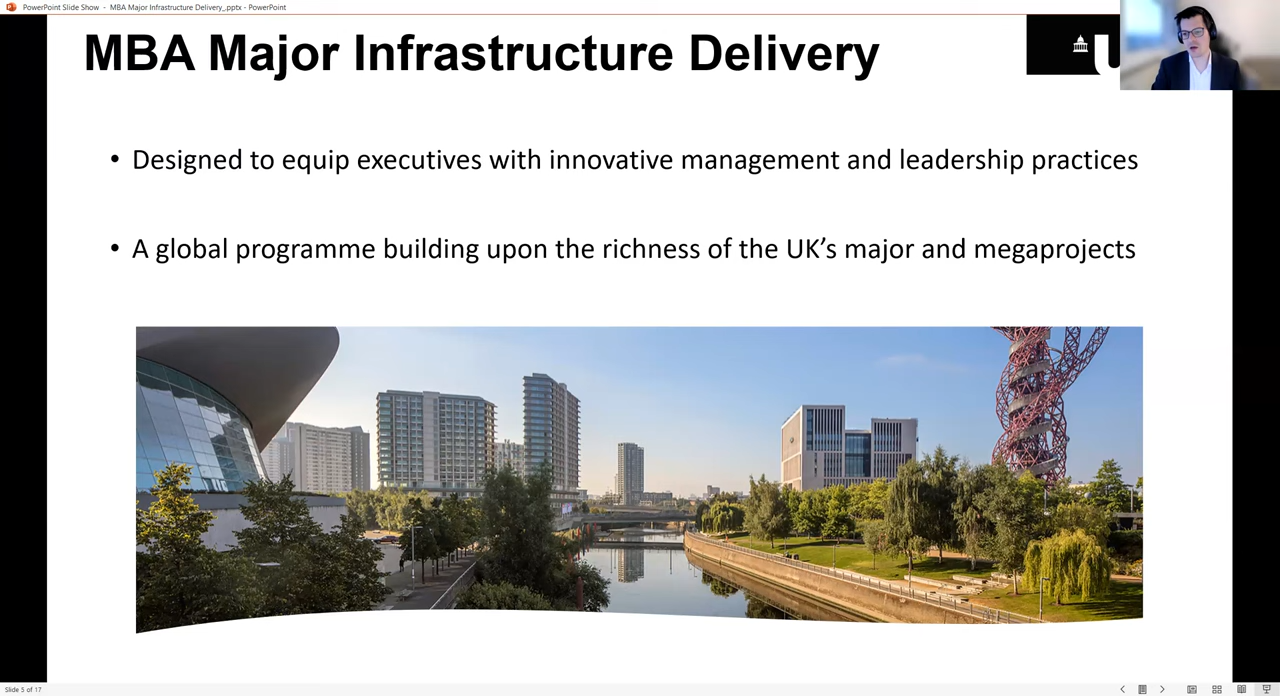 PowerPoint Slide Show - MBA Major Infrastructure Delivery_.pptx - PowerPoint
MBA Major Infrastructure Delivery
• Designed to equip executives with innovative management and leadership practices
• A global programme building upon the richness of the UK’s major and megaprojects
Slide 5 of 17